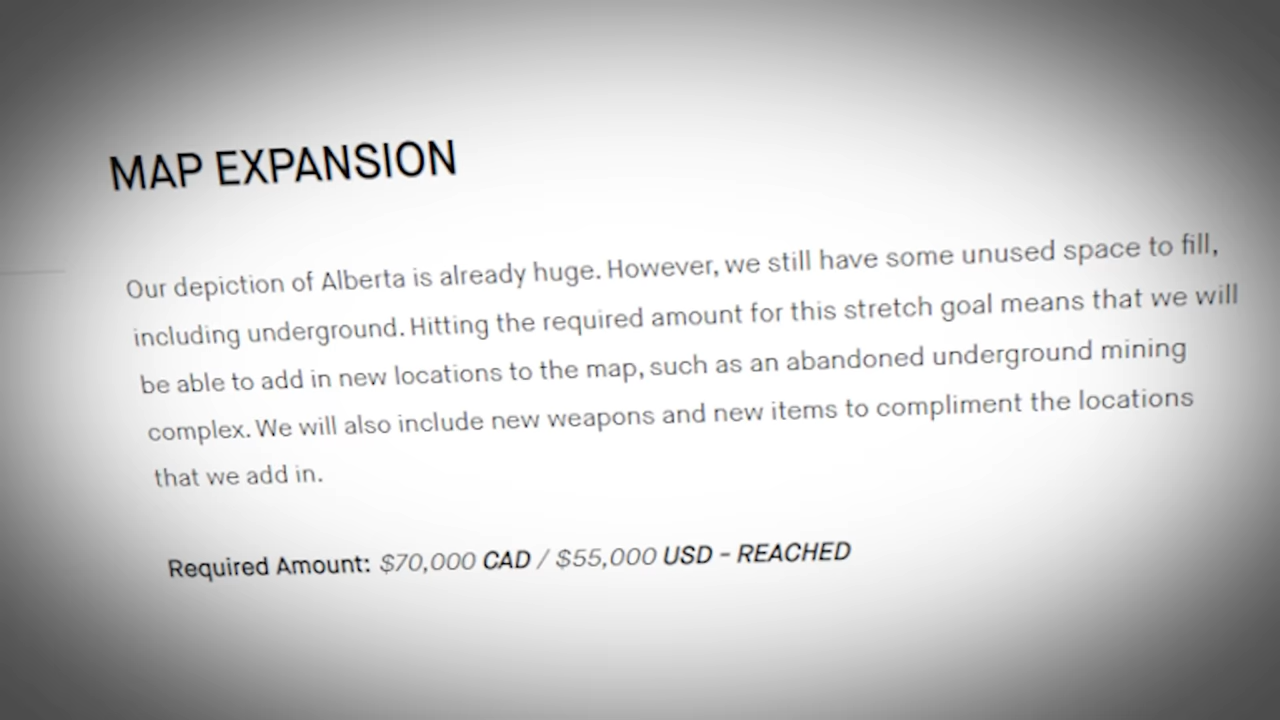 MAP EXPANSION
Our depiction of Alberta is already huge. However, we still have some unused space to fill,
including underground. Hitting the required amount for this stretch goal means that we will
be able to add in new locations to the map, such as an abandoned underground mining
complex. We will also include new weapons and new items to compliment the locations
that we add in.
Required Amount: $70,000 CAD / $55,000 USD - REACHED